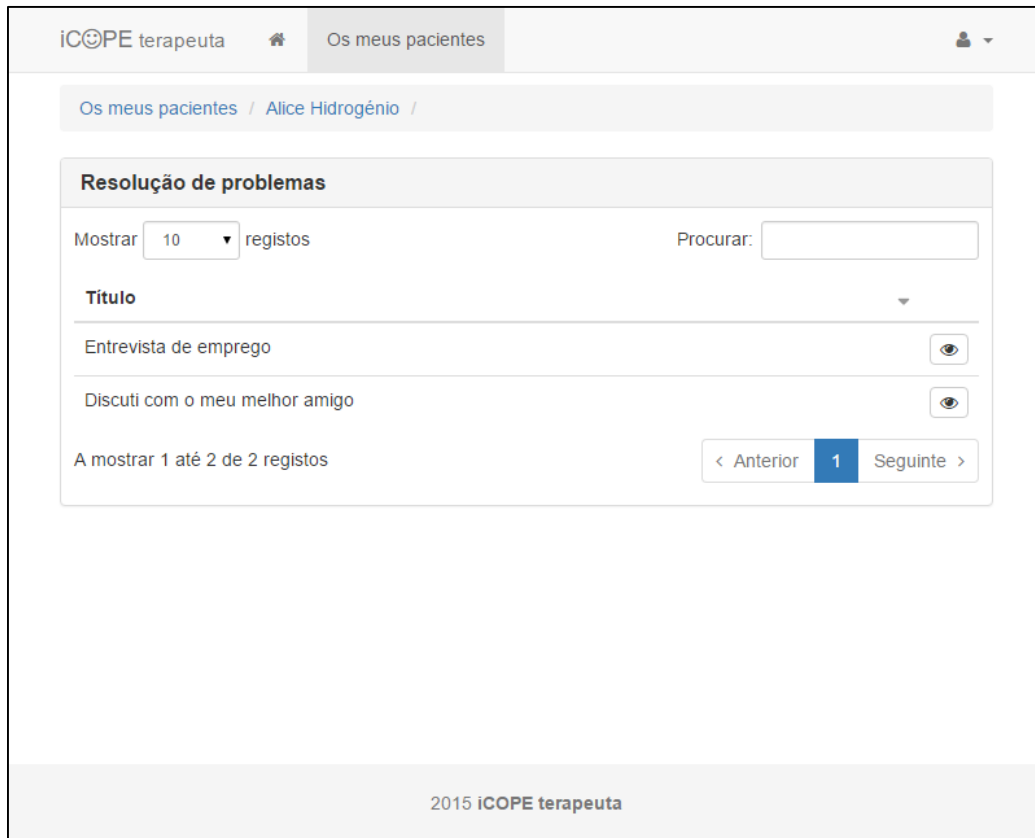 iC☺PE terapeuta Os meus pacientes
Os meus pacientes / Alice Hidrogénio /
Resolução de problemas
Mostrar 10 registos Procurar:
Título
Entrevista de emprego
Discuti com o meu melhor amigo
A mostrar 1 até 2 de 2 registos < Anterior 1 Seguinte >
2015 iCOPE terapeuta